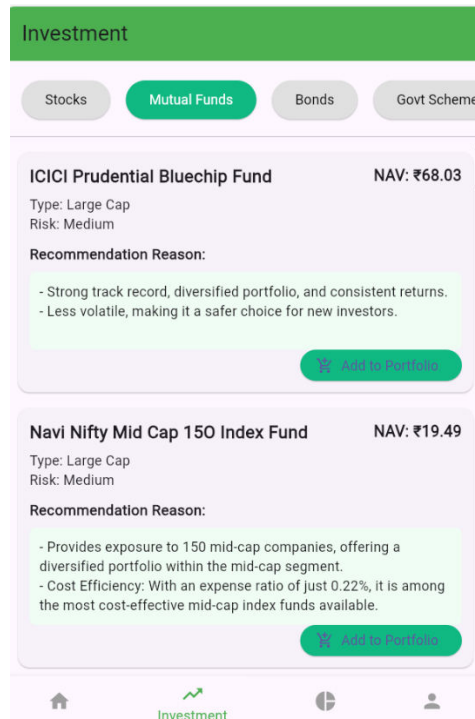 Investment
Stocks
Mutual Funds
Bonds
Govt Scheme
ICICI Prudential Bluechip Fund
NAV: ₹68.03
Type: Large Cap
Risk: Medium
Recommendation Reason:
- Strong track record, diversified portfolio, and consistent returns.
- Less volatile, making it a safer choice for new investors.
Add to Portfolio
Navi Nifty Mid Cap 15O Index Fund
NAV: ₹19.49
Type: Large Cap
Risk: Medium
Recommendation Reason:
- Provides exposure to 150 mid-cap companies, offering a
diversified portfolio within the mid-cap segment.
- Cost Efficiency: With an expense ratio of just 0.22%, it is among
the most cost-effective mid-cap index funds available.
Add to Portfolio
Investment